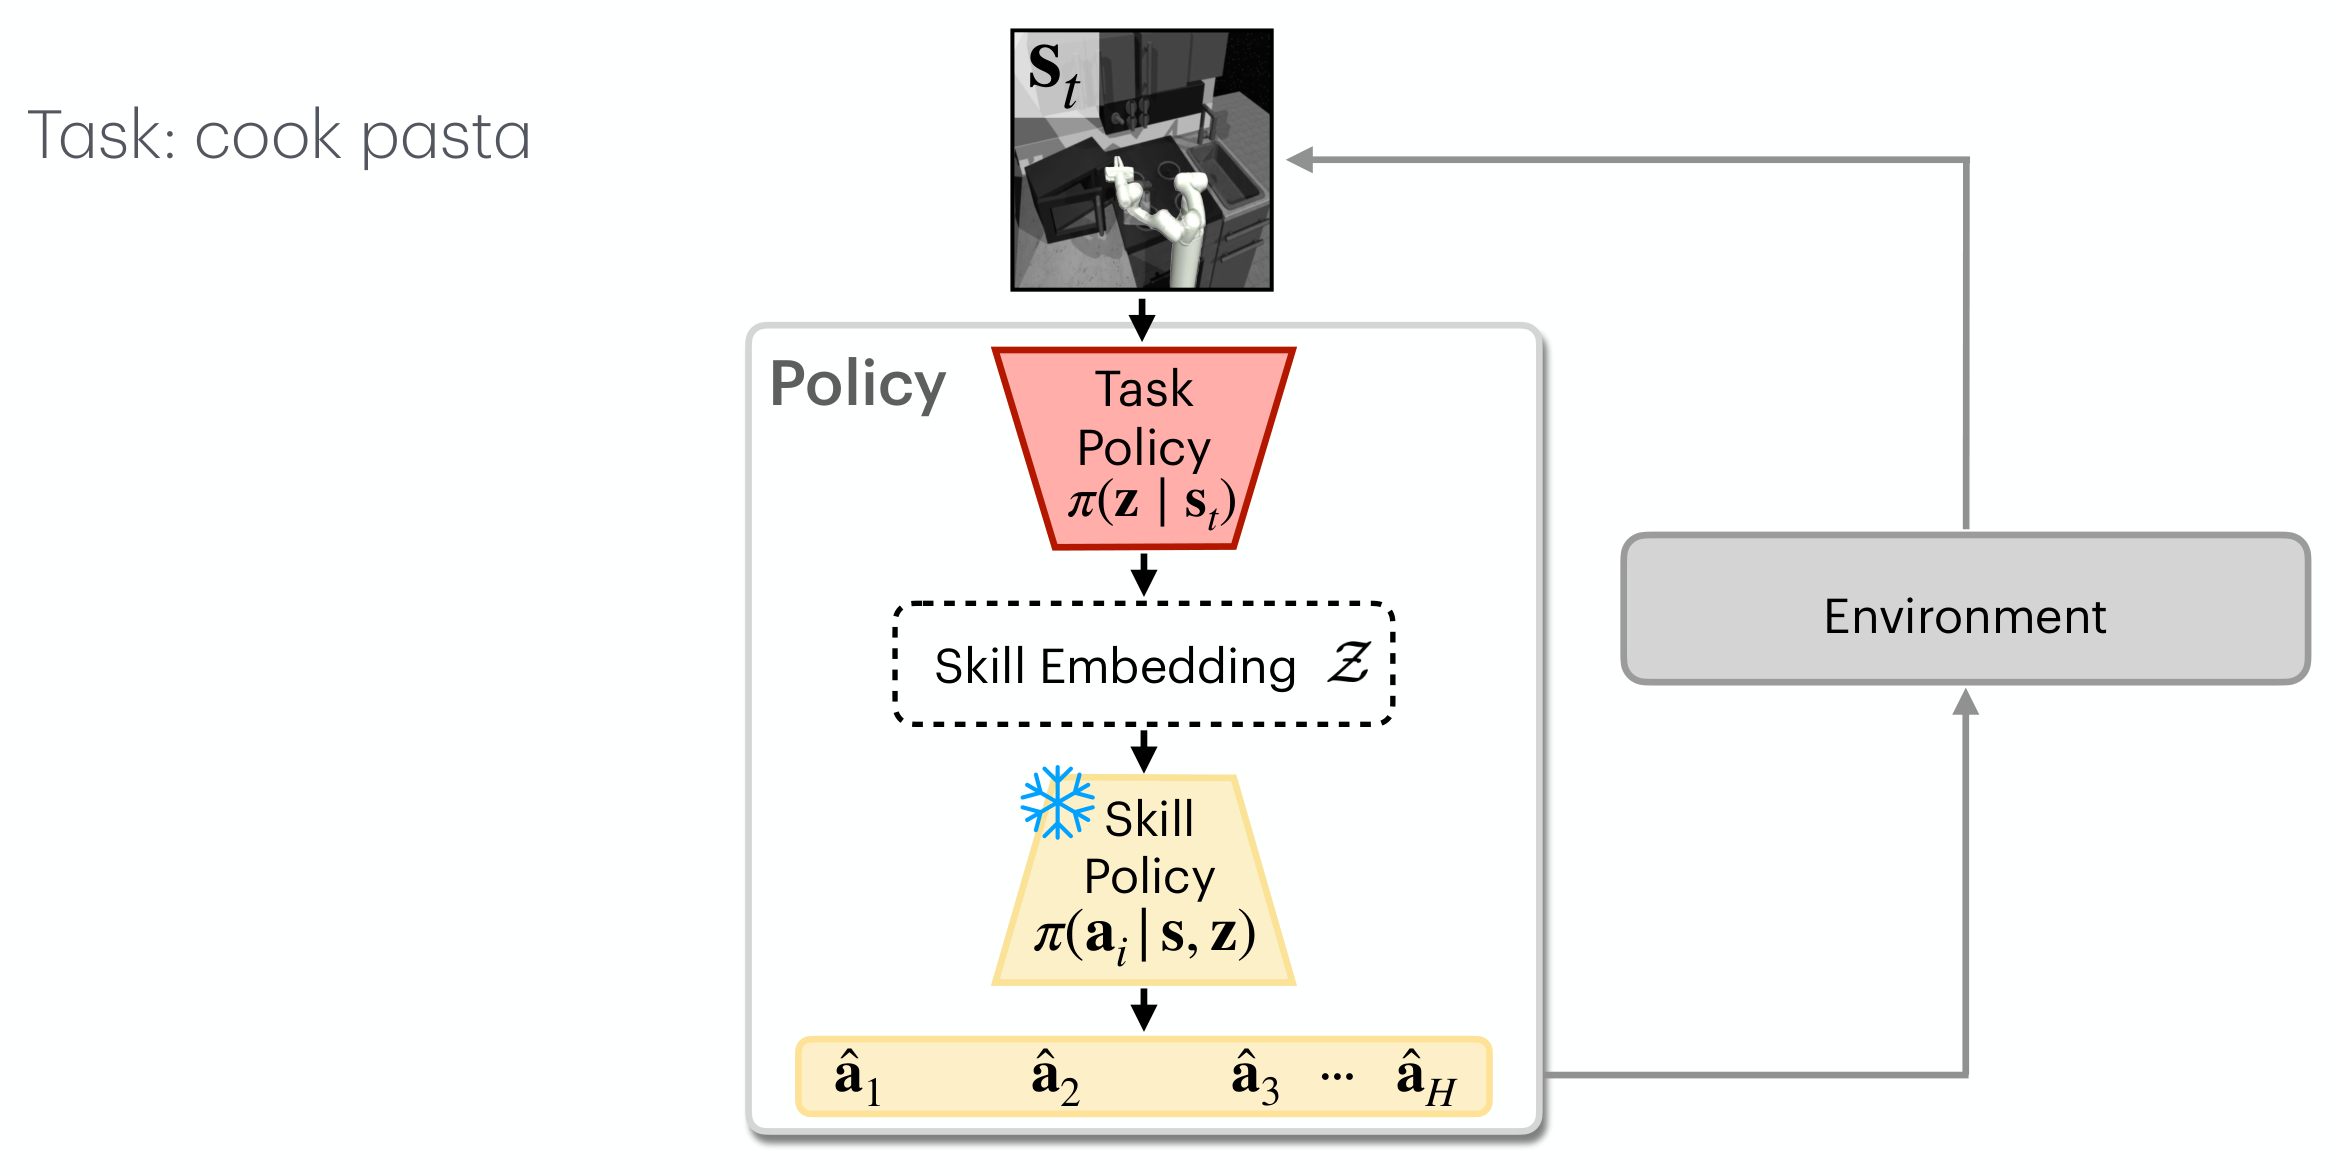 Task: cook pasta
s_t
Policy
Task
Policy
π(z | s_t)
Skill Embedding 𝒵
Skill
Policy
π(a_i | s, z)
â_1 â_2 â_3 ··· â_H
Environment